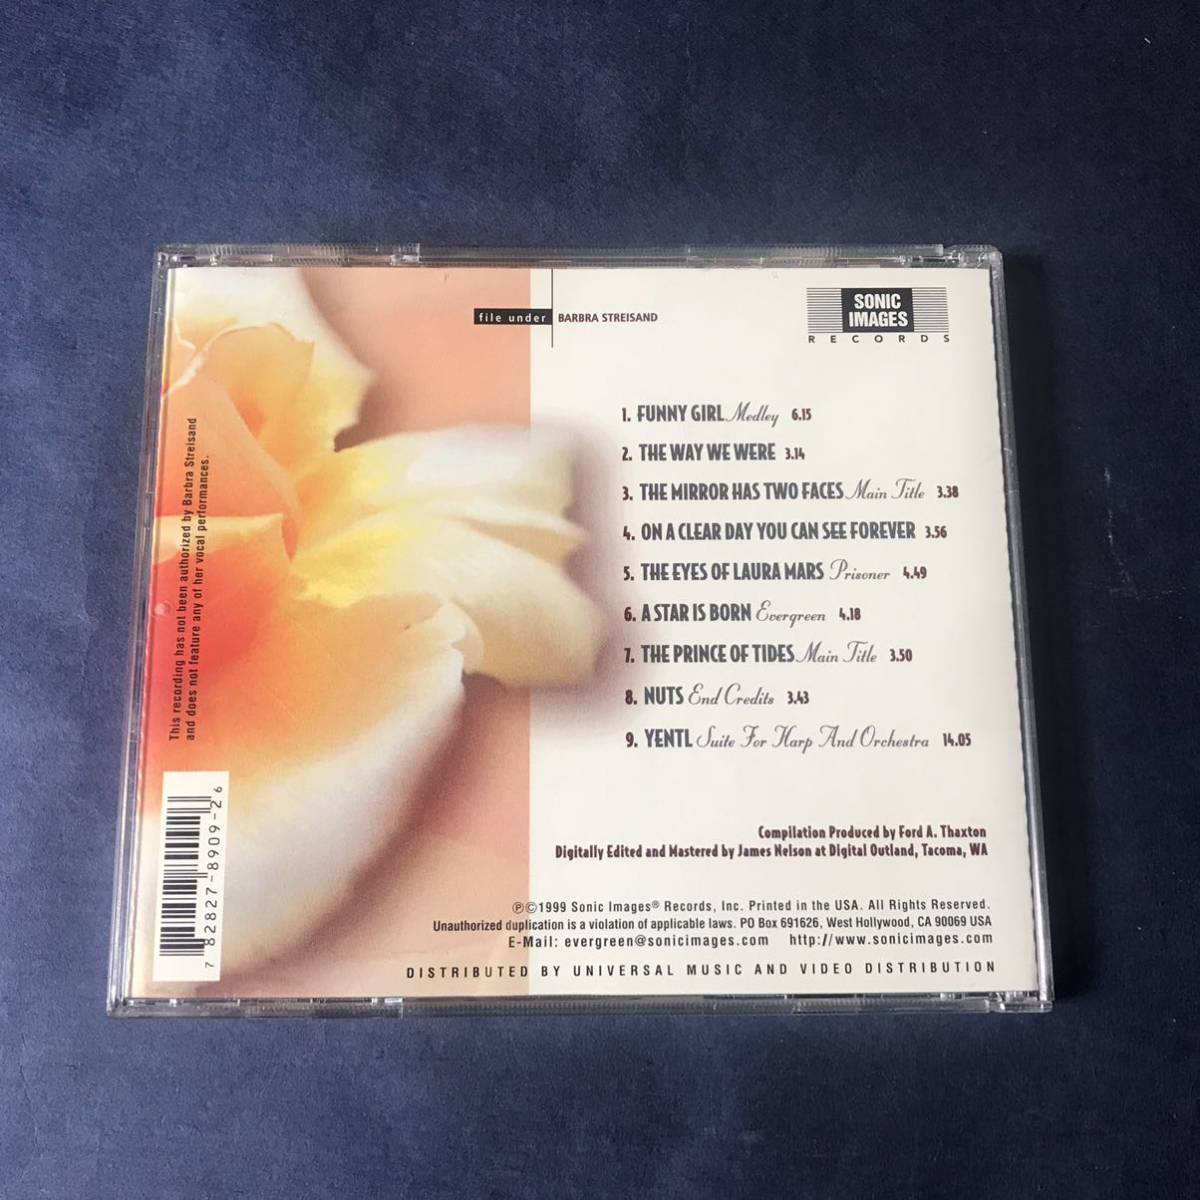 file under BARBRA STREISAND
SONIC
IMAGES
RECORDS
1. FUNNY GIRL Medley 6.15
2. THE WAY WE WERE 3.14
3. THE MIRROR HAS TWO FACES Main Title 3.38
4. ON A CLEAR DAY YOU CAN SEE FOREVER 3.56
5. THE EYES OF LAURA MARS Prisoner 4.49
6. A STAR IS BORN Evergreen 4.18
7. THE PRINCE OF TIDES Main Title 3.50
8. NUTS End Credits 3.43
9. YENTL Suite For Harp And Orchestra 14.05
This recording has not been authorized by Barbra Streisand
and does not feature any of her vocal performances.
7 82827-8909-2 6
Compilation Produced by Ford A. Thaxton
Digitally Edited and Mastered by James Nelson at Digital Outland, Tacoma, WA
℗©1999 Sonic Images® Records, Inc. Printed in the USA. All Rights Reserved.
Unauthorized duplication is a violation of applicable laws. PO Box 691626, West Hollywood, CA 90069 USA
E-Mail: evergreen@sonicimages.com http://www.sonicimages.com
DISTRIBUTED BY UNIVERSAL MUSIC AND VIDEO DISTRIBUTION